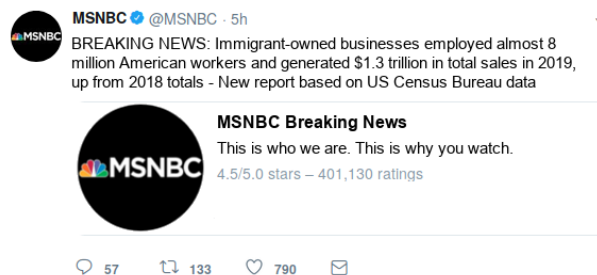 MSNBC @MSNBC · 5h
MSNBC
BREAKING NEWS: Immigrant-owned businesses employed almost 8
million American workers and generated $1.3 trillion in total sales in 2019,
up from 2018 totals - New report based on US Census Bureau data
MSNBC
MSNBC Breaking News
This is who we are. This is why you watch.
4.5/5.0 stars – 401,130 ratings
57 133 790